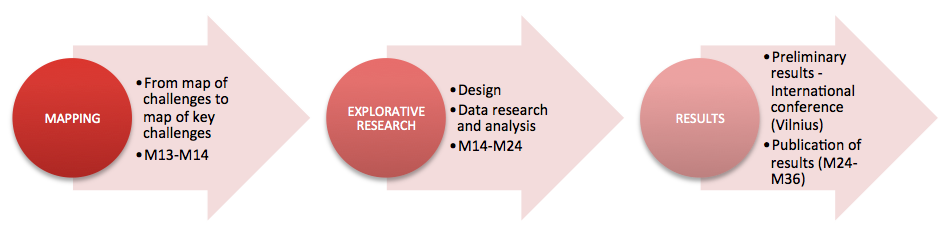 MAPPING
•From map of
challenges to
map of key
challenges
•M13-M14
EXPLORATIVE
RESEARCH
•Design
•Data research
and analysis
•M14-M24
RESULTS
•Preliminary
results -
International
conference
(Vilnius)
•Publication of
results (M24-
M36)